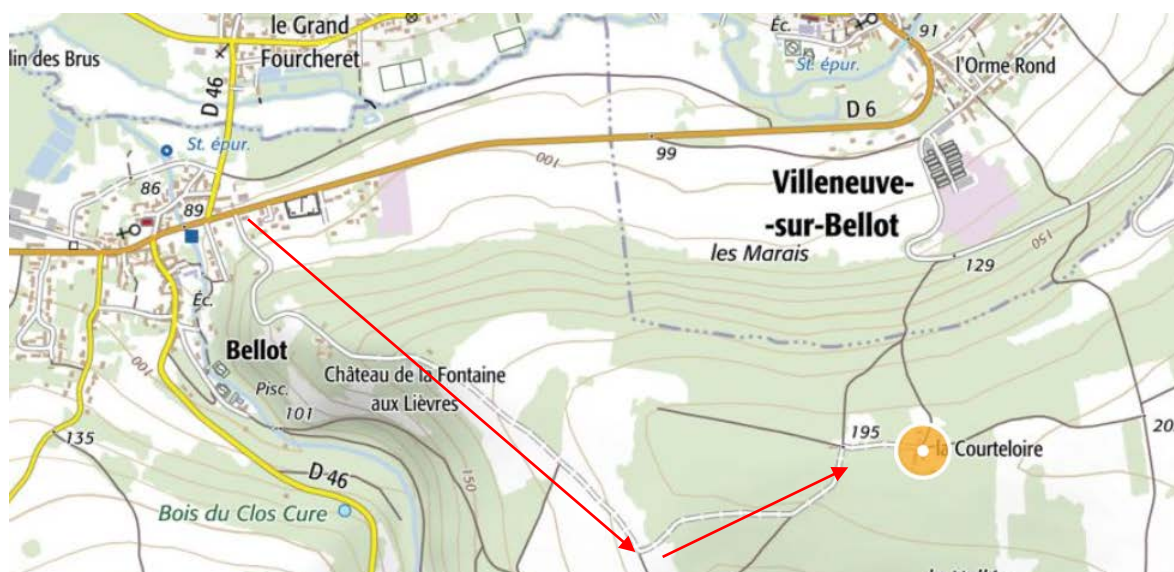 le Grand
Fourcheret
lin des Brus
D 46
Éc.
St. épur.
91
l'Orme Rond
D 6
99
100
St. épur.
86
89
Villeneuve-
-sur-Bellot
les Marais
150
129
Éc.
Bellot
Château de la Fontaine
aux Lièvres
Pisc.
100
101
135
D 46
150
195
la Courteloire
20
Bois du Clos Cure